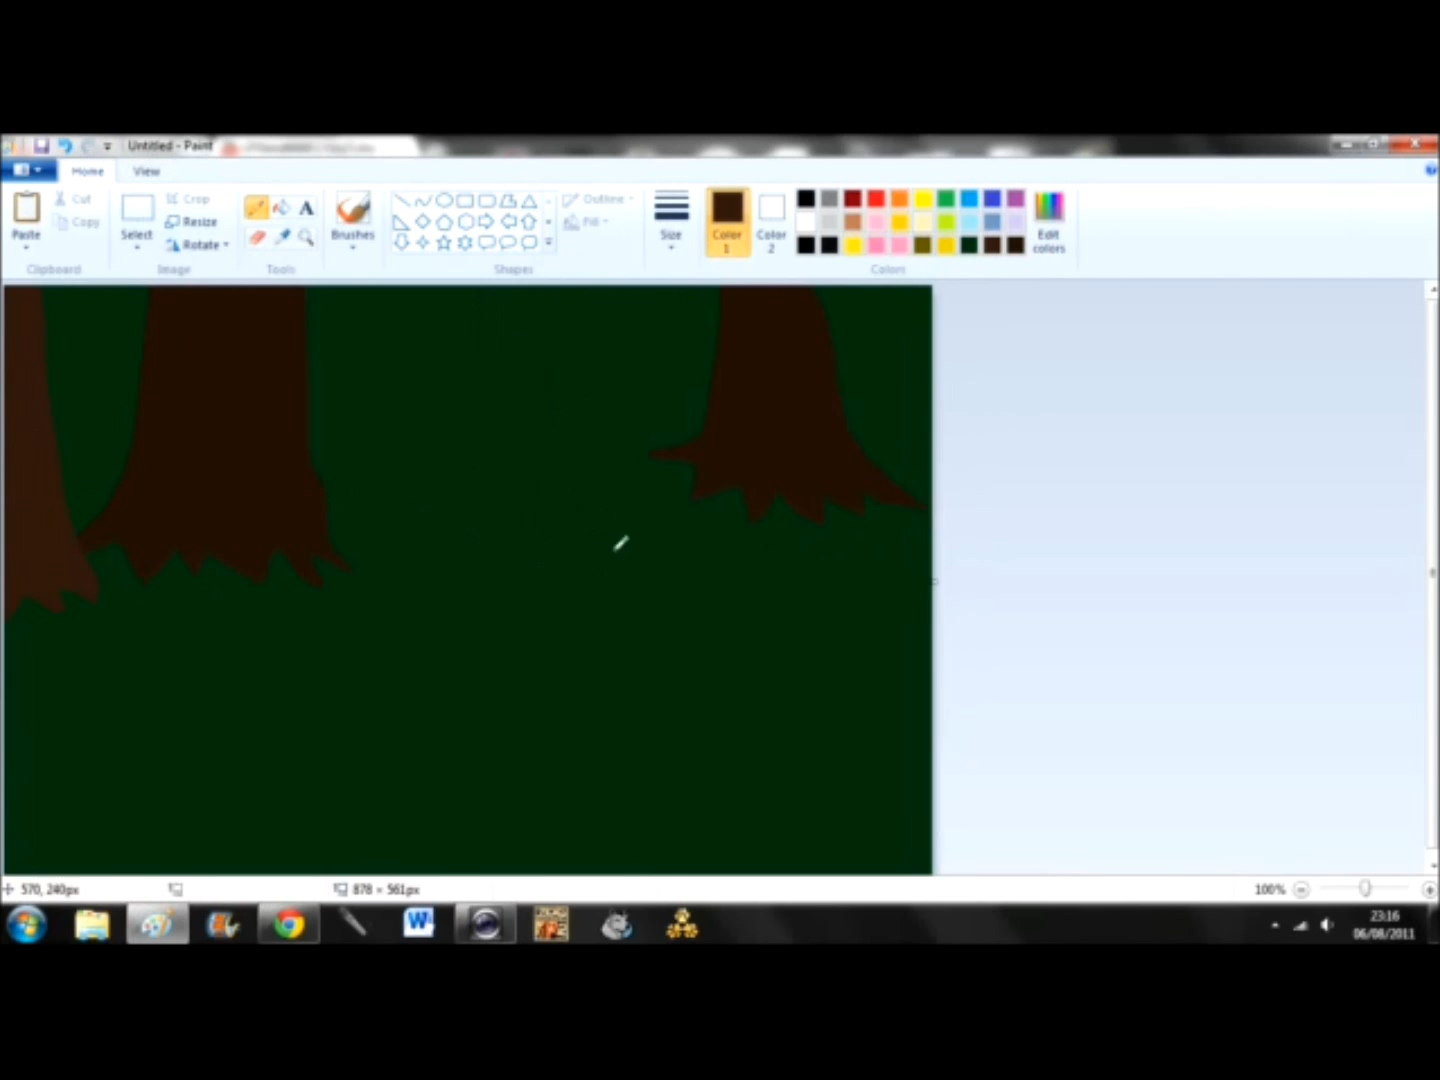 Untitled - Paint
Home View
Paste
Cut
Copy
Clipboard
Select
Crop
Resize
Rotate
Image
A
Tools
Brushes
Shapes
Outline
Fill
Size
Color 1
Color 2
Edit colors
Colors
570, 240px
878 × 561px
100%
W
23:16
06/08/2011